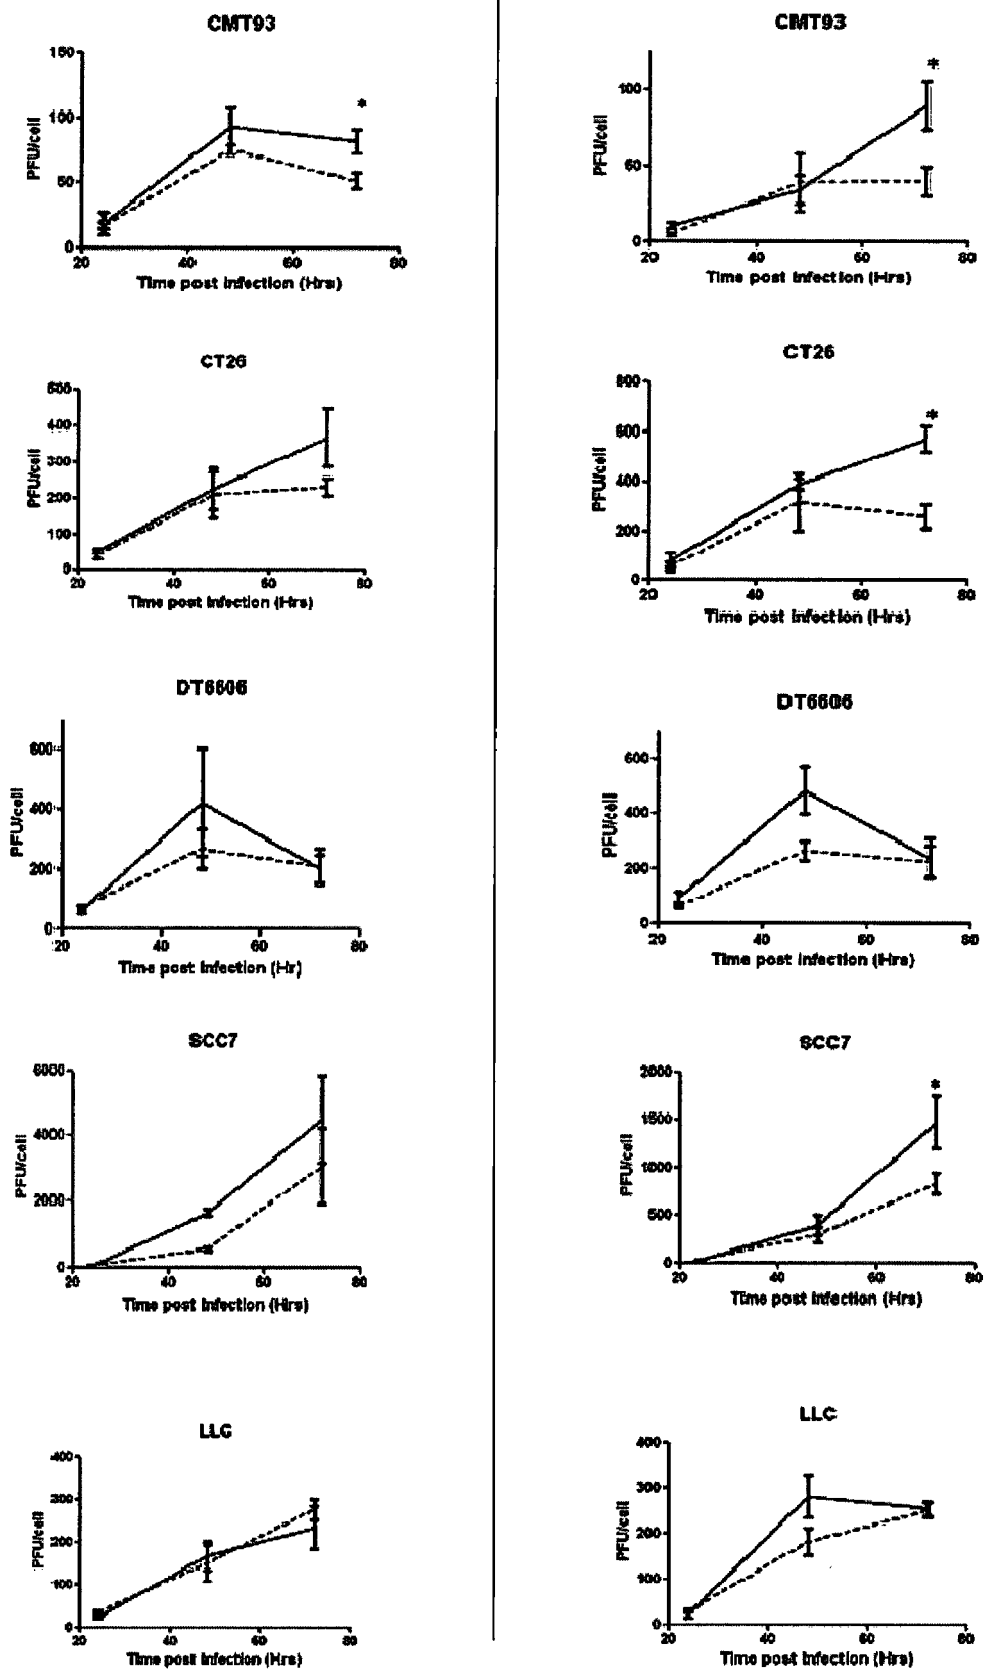 CMT93
150
100
50
0
20 40 60 80
PFU/cell
Time post Infection (Hrs)
CMT93
*
100
50
0
20 40 60 80
PFU/cell
Time post Infection (Hrs)
*
CT26
500
400
300
200
100
0
20 40 60 80
PFU/cell
Time post Infection (Hrs)
CT26
800
600
400
200
0
20 40 60 80
PFU/cell
Time post Infection (Hrs)
*
DT6606
600
400
200
0
20 40 60 80
PFU/cell
Time post Infection (Hr)
DT6606
600
400
200
0
20 40 60 80
PFU/cell
Time post Infection (Hrs)
SCC7
6000
4000
2000
0
20 40 60 80
PFU/cell
Time post Infection (Hrs)
SCC7
2000
1500
1000
500
0
20 40 60 80
PFU/cell
Time post Infection (Hrs)
*
LLC
400
300
200
100
0
20 40 60 80
PFU/cell
Time post Infection (Hrs)
LLC
400
300
200
100
0
20 40 60 80
PFU/cell
Time post Infection (Hrs)